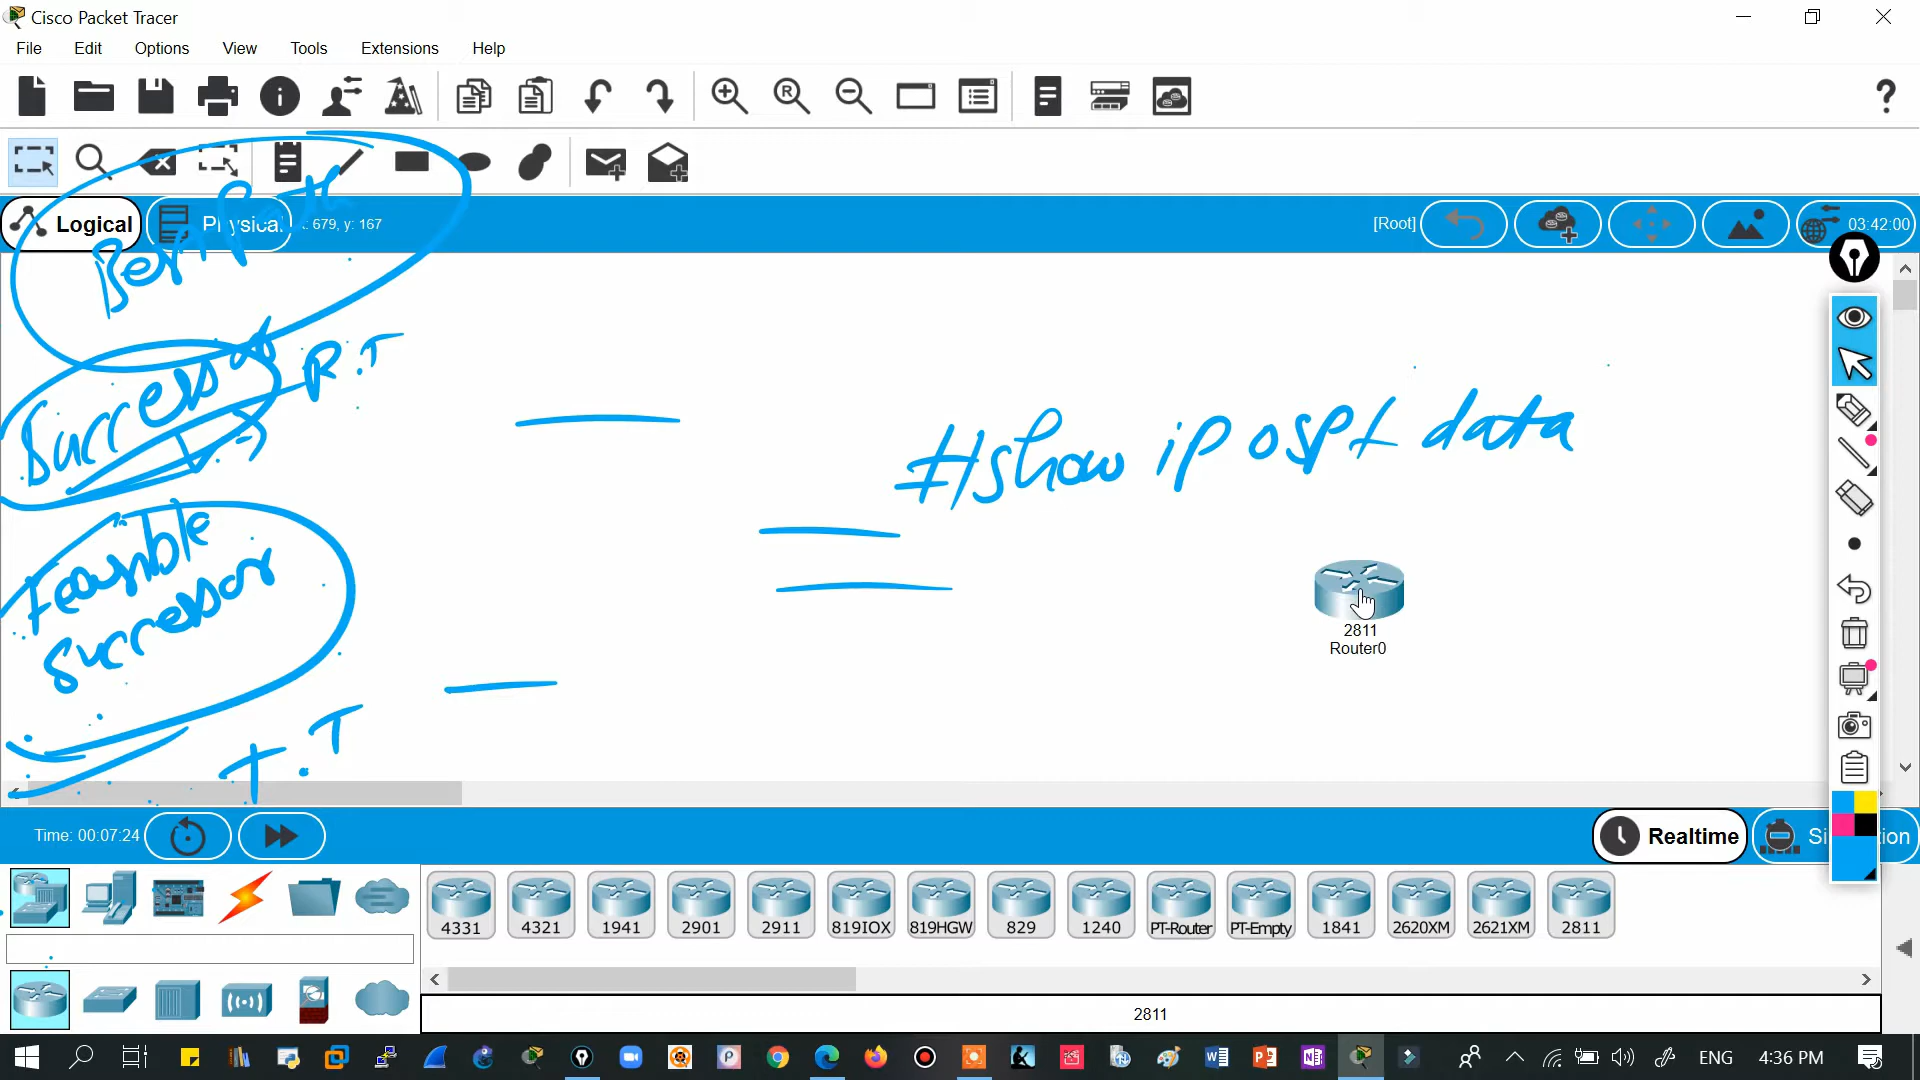 Cisco Packet Tracer
File Edit Options View Tools Extensions Help
Logical Physical x: 679, y: 167 [Root] 03:42:00
Best path
Successor R.T
#show ip ospf data
Feasible
successor
2811
Router0
T.T
Time: 00:07:24 Realtime
4331 4321 1941 2901 2911 819IOX 819HGW 829 1240 PT-Router PT-Empty 1841 2620XM 2621XM 2811
2811
ENG 4:36 PM